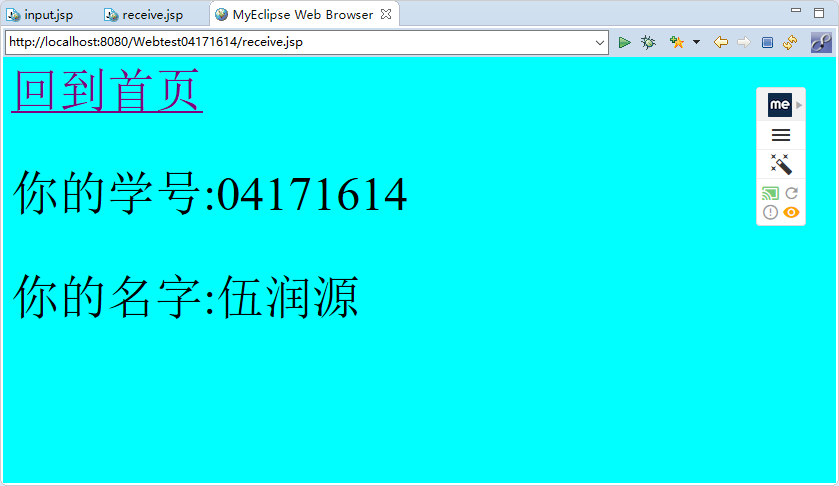 input.jsp receive.jsp MyEclipse Web Browser
http://localhost:8080/Webtest04171614/receive.jsp
回到首页
me
你的学号:04171614
你的名字:伍润源